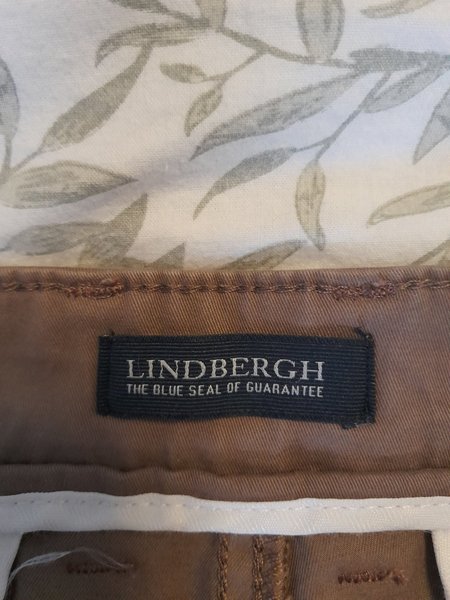 LINDBERGH
THE BLUE SEAL OF GUARANTEE